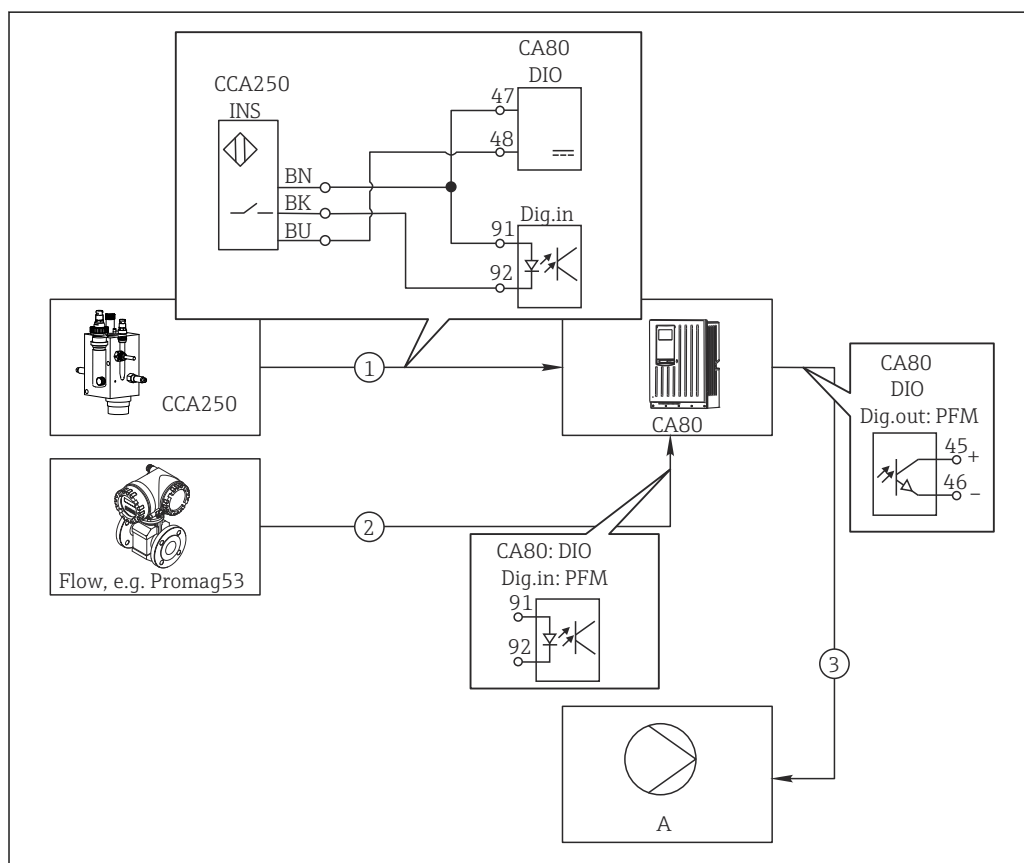 CA80
DIO
CCA250
INS
47
48
BN
BK
BU
Dig.in
91
92
1
CCA250
CA80
CA80
DIO
Dig.out: PFM
45 +
46 –
2
Flow, e.g. Promag53
CA80: DIO
Dig.in: PFM
91
92
3
A